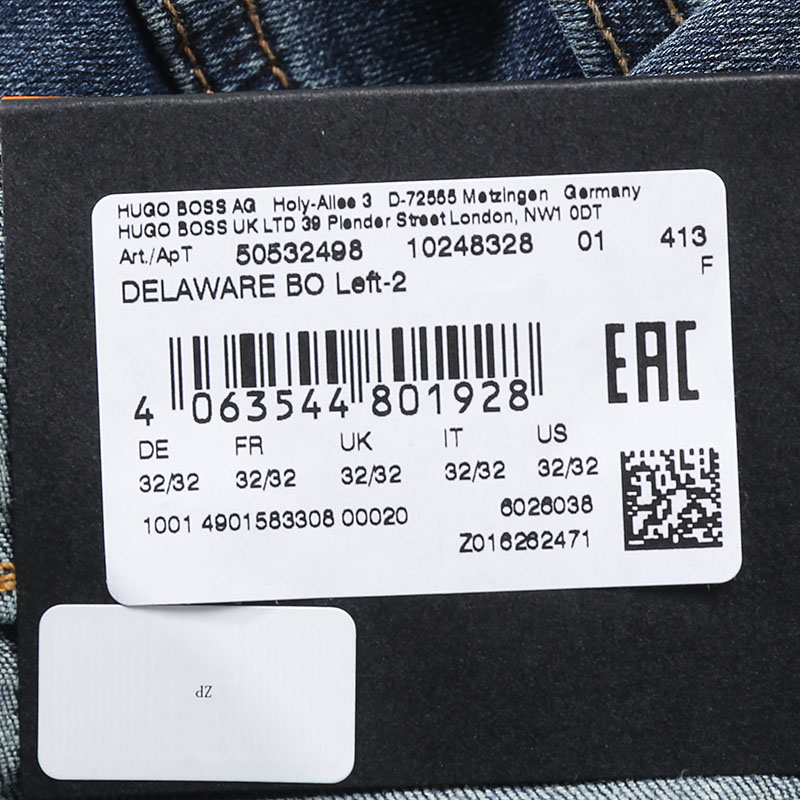 HUGO BOSS AG Holy-Allee 3 D-72555 Metzingen Germany
HUGO BOSS UK LTD 39 Plender Street London, NW1 0DT
Art./ApT 50532498 10248328 01 413
F
DELAWARE BO Left-2
4 063544 801928
EAC
DE FR UK IT US
32/32 32/32 32/32 32/32 32/32
1001 4901583308 00020 6026038
Z016262471
ZP